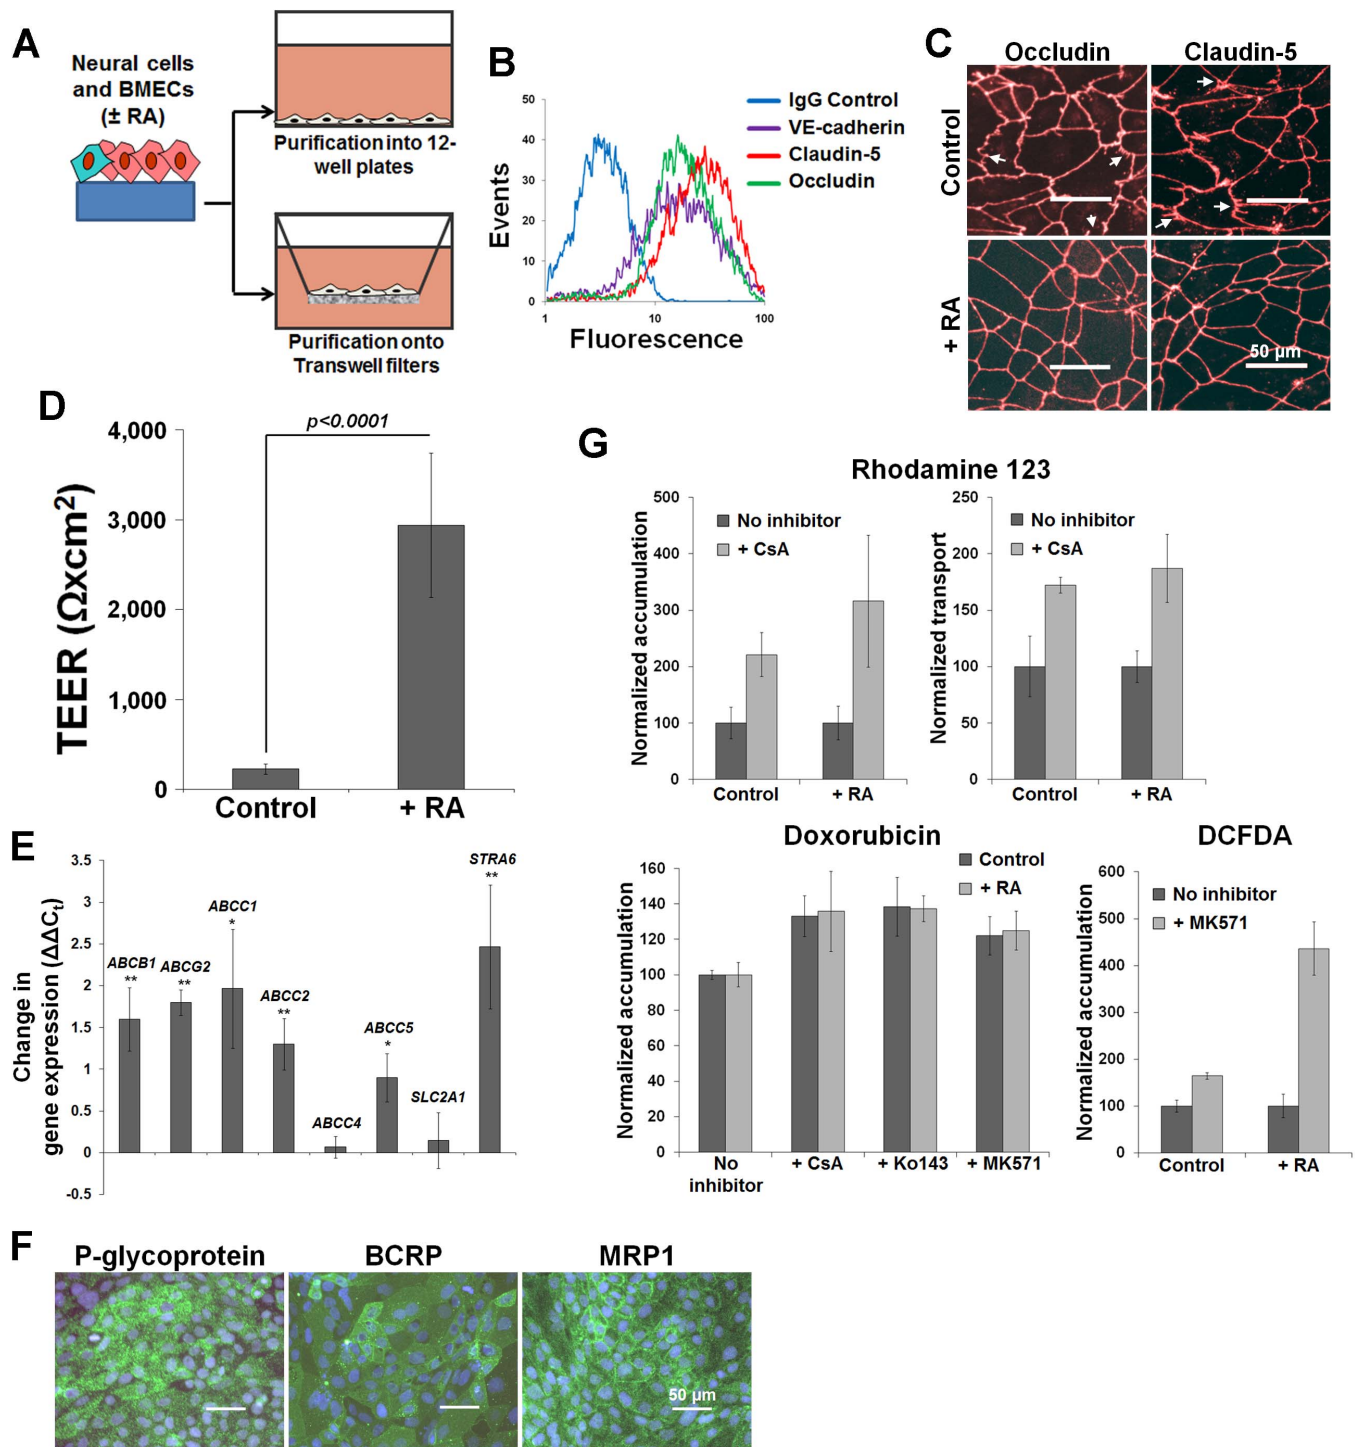 A
Neural cells
and BMECs
(± RA)
Purification into 12-
well plates
Purification onto
Transwell filters
B
50
40
30
20
10
0
Events
1
10
100
Fluorescence
IgG Control
VE-cadherin
Claudin-5
Occludin
C
Occludin
Claudin-5
Control
+ RA
50 µm
D
p<0.0001
4,000
3,000
2,000
1,000
0
TEER (Ωxcm²)
Control
+ RA
E
3.5
3
2.5
2
1.5
1
0.5
0
-0.5
Change in
gene expression (ΔΔCt)
ABCB1
**
ABCG2
**
ABCC1
*
ABCC2
**
ABCC4
ABCC5
*
SLC2A1
STRA6
**
F
P-glycoprotein
BCRP
MRP1
50 µm
G
Rhodamine 123
500
400
300
200
100
0
Normalized accumulation
No inhibitor
+ CsA
Control
+ RA
250
200
150
100
50
0
Normalized transport
No inhibitor
+ CsA
Control
+ RA
Doxorubicin
160
140
120
100
80
60
40
20
0
Normalized accumulation
Control
+ RA
No
inhibitor
+ CsA
+ Ko143
+ MK571
DCFDA
600
500
400
300
200
100
0
Normalized accumulation
No inhibitor
+ MK571
Control
+ RA